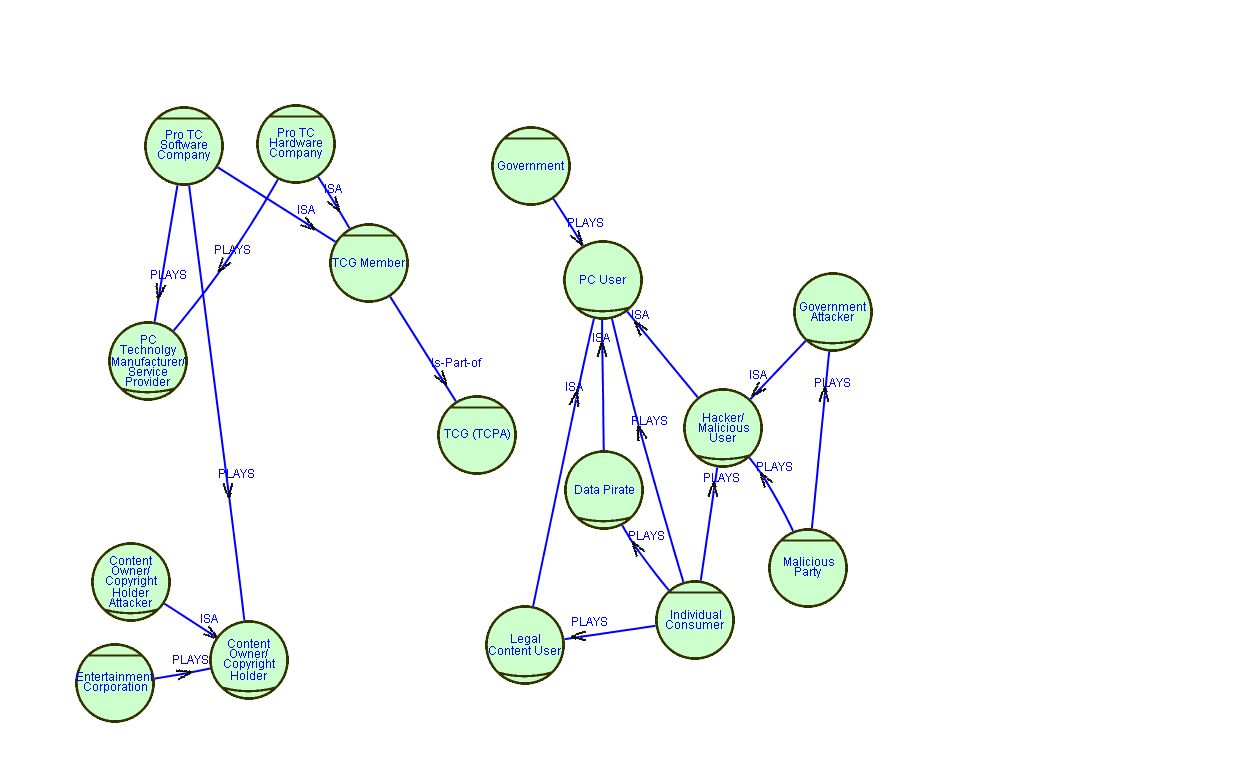 Pro TC
Software
Company
Pro TC
Hardware
Company
Government
ISA
ISA
PLAYS
PLAYS
PLAYS
TCG Member
PC User
PC
Technolgy
Manufacturer/
Service
Provider
Is-Part-of
TCG (TCPA)
ISA
ISA
ISA
PLAYS
Government
Attacker
ISA
PLAYS
Hacker/
Malicious
User
PLAYS
PLAYS
PLAYS
Data Pirate
PLAYS
Malicious
Party
Content
Owner/
Copyright
Holder
Attacker
ISA
PLAYS
Entertainment
Corporation
Content
Owner/
Copyright
Holder
Legal
Content User
PLAYS
Individual
Consumer